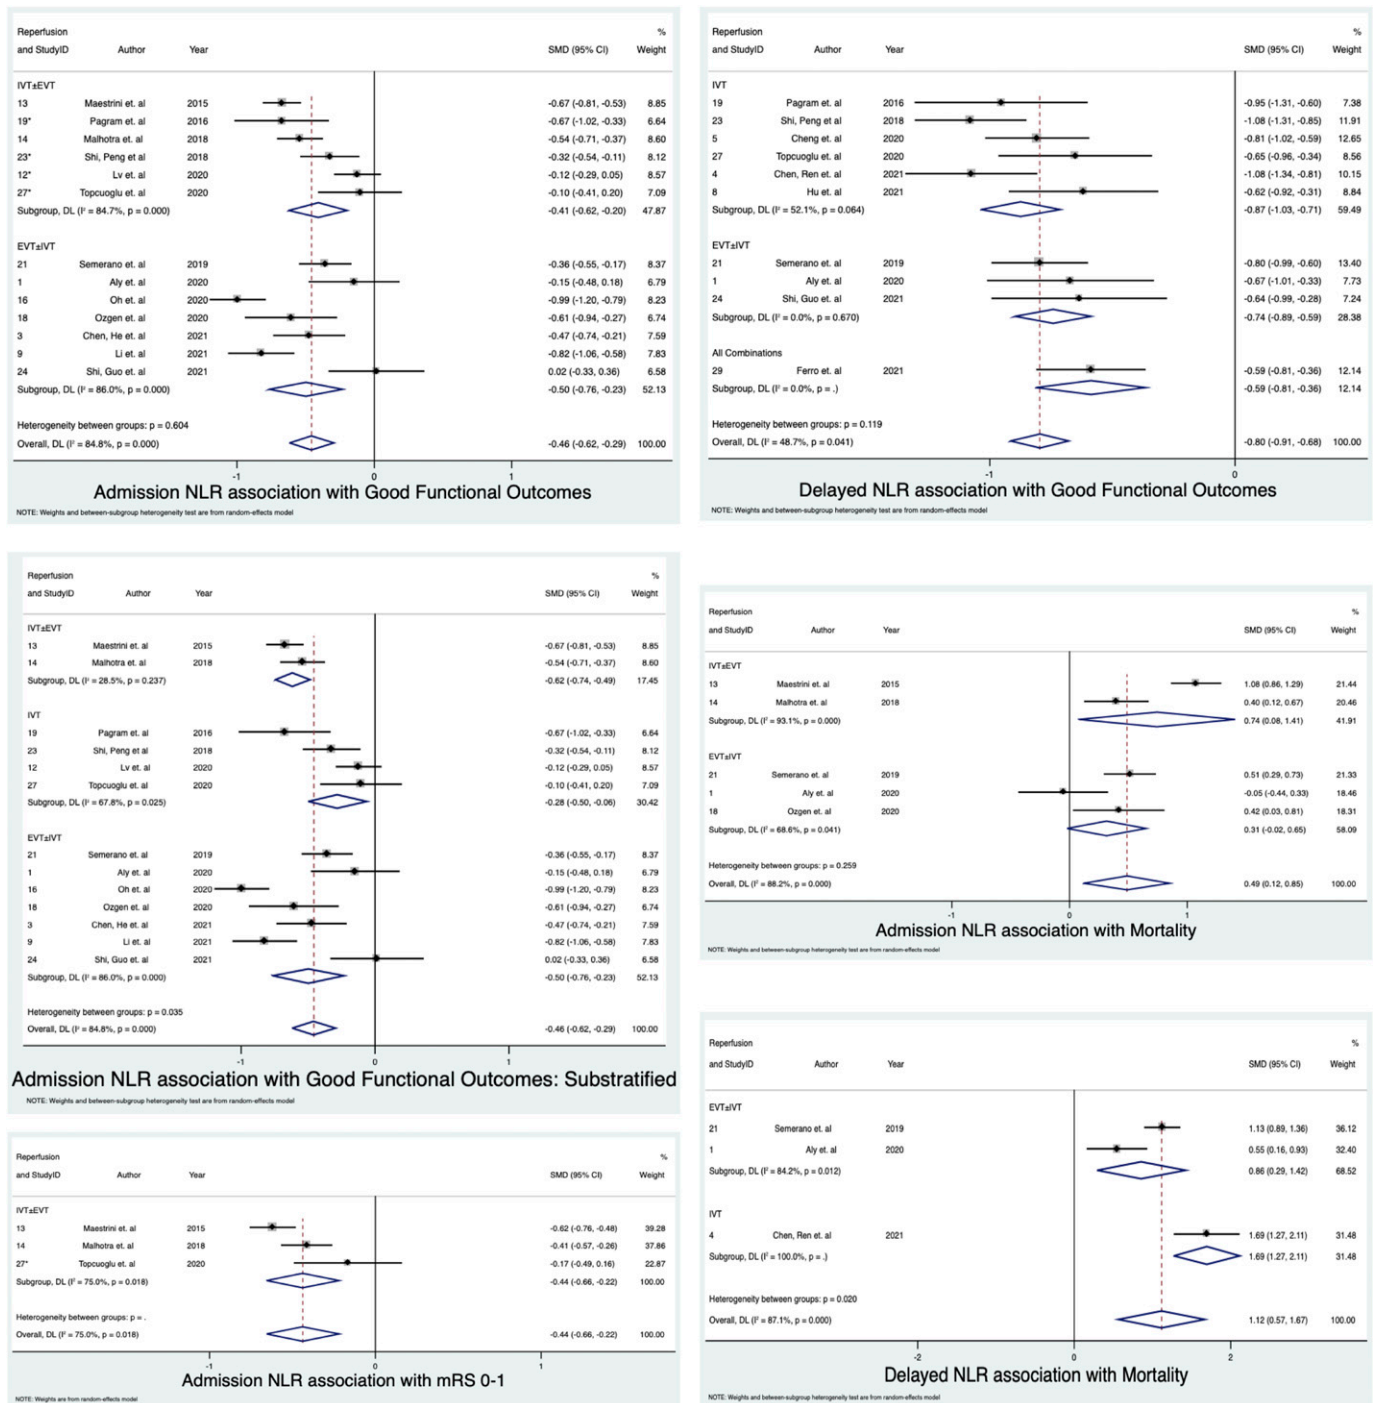 Reperfusion %
and StudyID Author Year SMD (95% CI) Weight
IVT±EVT
13 Maestrini et. al 2015 -0.67 (-0.81, -0.53) 8.85
19* Pagram et. al 2016 -0.67 (-1.02, -0.33) 6.64
14 Malhotra et. al 2018 -0.54 (-0.71, -0.37) 8.60
23* Shi, Peng et al 2018 -0.32 (-0.54, -0.11) 8.12
12* Lv et. al 2020 -0.12 (-0.29, 0.05) 8.57
27* Topcuoglu et. al 2020 -0.10 (-0.41, 0.20) 7.09
Subgroup, DL (I² = 84.7%, p = 0.000) -0.41 (-0.62, -0.20) 47.87
EVT±IVT
21 Semerano et. al 2019 -0.36 (-0.55, -0.17) 8.37
1 Aly et. al 2020 -0.15 (-0.48, 0.18) 6.79
16 Oh et. al 2020 -0.99 (-1.20, -0.79) 8.23
18 Ozgen et. al 2020 -0.61 (-0.94, -0.27) 6.74
3 Chen, He et. al 2021 -0.47 (-0.74, -0.21) 7.59
9 Li et. al 2021 -0.82 (-1.06, -0.58) 7.83
24 Shi, Guo et. al 2021 0.02 (-0.33, 0.36) 6.58
Subgroup, DL (I² = 86.0%, p = 0.000) -0.50 (-0.76, -0.23) 52.13
Heterogeneity between groups: p = 0.604
Overall, DL (I² = 84.8%, p = 0.000) -0.46 (-0.62, -0.29) 100.00
-1 0 1
Admission NLR association with Good Functional Outcomes
NOTE: Weights and between-subgroup heterogeneity test are from random-effects model
Reperfusion %
and StudyID Author Year SMD (95% CI) Weight
IVT
19 Pagram et. al 2016 -0.95 (-1.31, -0.60) 7.38
23 Shi, Peng et al 2018 -1.08 (-1.31, -0.85) 11.91
5 Cheng et. al 2020 -0.81 (-1.02, -0.59) 12.65
27 Topcuoglu et. al 2020 -0.65 (-0.96, -0.34) 8.56
4 Chen, Ren et. al 2021 -1.08 (-1.34, -0.81) 10.15
8 Hu et. al 2021 -0.62 (-0.92, -0.31) 8.84
Subgroup, DL (I² = 52.1%, p = 0.064) -0.87 (-1.03, -0.71) 59.49
EVT±IVT
21 Semerano et. al 2019 -0.80 (-0.99, -0.60) 13.40
1 Aly et. al 2020 -0.67 (-1.01, -0.33) 7.73
24 Shi, Guo et. al 2021 -0.64 (-0.99, -0.28) 7.24
Subgroup, DL (I² = 0.0%, p = 0.670) -0.74 (-0.89, -0.59) 28.38
All Combinations
29 Ferro et. al 2021 -0.59 (-0.81, -0.36) 12.14
Subgroup, DL (I² = 0.0%, p = .) -0.59 (-0.81, -0.36) 12.14
Heterogeneity between groups: p = 0.119
Overall, DL (I² = 48.7%, p = 0.041) -0.80 (-0.91, -0.68) 100.00
-1 0
Delayed NLR association with Good Functional Outcomes
NOTE: Weights and between-subgroup heterogeneity test are from random-effects model
Reperfusion %
and StudyID Author Year SMD (95% CI) Weight
IVT±EVT
13 Maestrini et. al 2015 -0.67 (-0.81, -0.53) 8.85
14 Malhotra et. al 2018 -0.54 (-0.71, -0.37) 8.60
Subgroup, DL (I² = 28.5%, p = 0.237) -0.62 (-0.74, -0.49) 17.45
IVT
19 Pagram et. al 2016 -0.67 (-1.02, -0.33) 6.64
23 Shi, Peng et al 2018 -0.32 (-0.54, -0.11) 8.12
12 Lv et. al 2020 -0.12 (-0.29, 0.05) 8.57
27 Topcuoglu et. al 2020 -0.10 (-0.41, 0.20) 7.09
Subgroup, DL (I² = 67.8%, p = 0.025) -0.28 (-0.50, -0.06) 30.42
EVT±IVT
21 Semerano et. al 2019 -0.36 (-0.55, -0.17) 8.37
1 Aly et. al 2020 -0.15 (-0.48, 0.18) 6.79
16 Oh et. al 2020 -0.99 (-1.20, -0.79) 8.23
18 Ozgen et. al 2020 -0.61 (-0.94, -0.27) 6.74
3 Chen, He et. al 2021 -0.47 (-0.74, -0.21) 7.59
9 Li et. al 2021 -0.82 (-1.06, -0.58) 7.83
24 Shi, Guo et. al 2021 0.02 (-0.33, 0.36) 6.58
Subgroup, DL (I² = 86.0%, p = 0.000) -0.50 (-0.76, -0.23) 52.13
Heterogeneity between groups: p = 0.035
Overall, DL (I² = 84.8%, p = 0.000) -0.46 (-0.62, -0.29) 100.00
-1 0 1
Admission NLR association with Good Functional Outcomes: Substratified
NOTE: Weights and between-subgroup heterogeneity test are from random-effects model
Reperfusion %
and StudyID Author Year SMD (95% CI) Weight
IVT±EVT
13 Maestrini et. al 2015 1.08 (0.86, 1.29) 21.44
14 Malhotra et. al 2018 0.40 (0.12, 0.67) 20.46
Subgroup, DL (I² = 93.1%, p = 0.000) 0.74 (0.08, 1.41) 41.91
EVT±IVT
21 Semerano et. al 2019 0.51 (0.29, 0.73) 21.33
1 Aly et. al 2020 -0.05 (-0.44, 0.33) 18.46
18 Ozgen et. al 2020 0.42 (0.03, 0.81) 18.31
Subgroup, DL (I² = 68.6%, p = 0.041) 0.31 (-0.02, 0.65) 58.09
Heterogeneity between groups: p = 0.259
Overall, DL (I² = 88.2%, p = 0.000) 0.49 (0.12, 0.85) 100.00
-1 0 1
Admission NLR association with Mortality
NOTE: Weights and between-subgroup heterogeneity test are from random-effects model
Reperfusion %
and StudyID Author Year SMD (95% CI) Weight
IVT±EVT
13 Maestrini et. al 2015 -0.62 (-0.76, -0.48) 39.28
14 Malhotra et. al 2018 -0.41 (-0.57, -0.26) 37.86
27* Topcuoglu et. al 2020 -0.17 (-0.49, 0.16) 22.87
Subgroup, DL (I² = 75.0%, p = 0.018) -0.44 (-0.66, -0.22) 100.00
Heterogeneity between groups: p = .
Overall, DL (I² = 75.0%, p = 0.018) -0.44 (-0.66, -0.22) 100.00
-1 0 1
Admission NLR association with mRS 0-1
NOTE: Weights are from random-effects model
Reperfusion %
and StudyID Author Year SMD (95% CI) Weight
EVT±IVT
21 Semerano et. al 2019 1.13 (0.89, 1.36) 36.12
1 Aly et. al 2020 0.55 (0.16, 0.93) 32.40
Subgroup, DL (I² = 84.2%, p = 0.012) 0.86 (0.29, 1.42) 68.52
IVT
4 Chen, Ren et. al 2021 1.69 (1.27, 2.11) 31.48
Subgroup, DL (I² = 100.0%, p = .) 1.69 (1.27, 2.11) 31.48
Heterogeneity between groups: p = 0.020
Overall, DL (I² = 87.1%, p = 0.000) 1.12 (0.57, 1.67) 100.00
-2 0 2
Delayed NLR association with Mortality
NOTE: Weights and between-subgroup heterogeneity test are from random-effects model